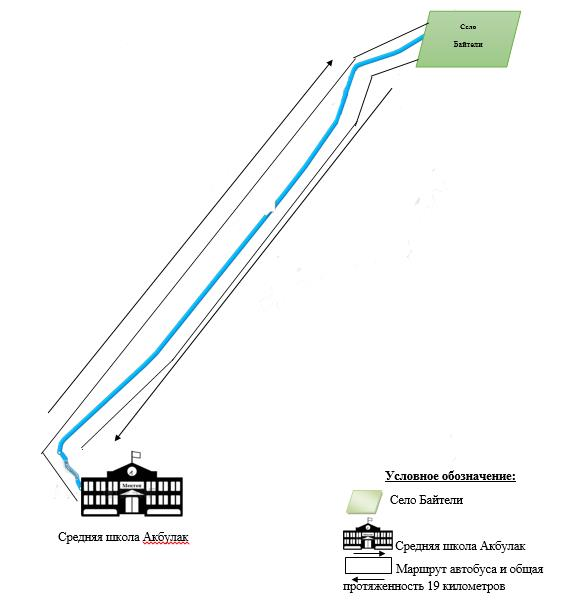 Село
Байтели
Мектеп
Средняя школа Акбулак
Условное обозначение:
Село Байтели
Средняя школа Акбулак
Маршрут автобуса и общая
протяженность 19 километров